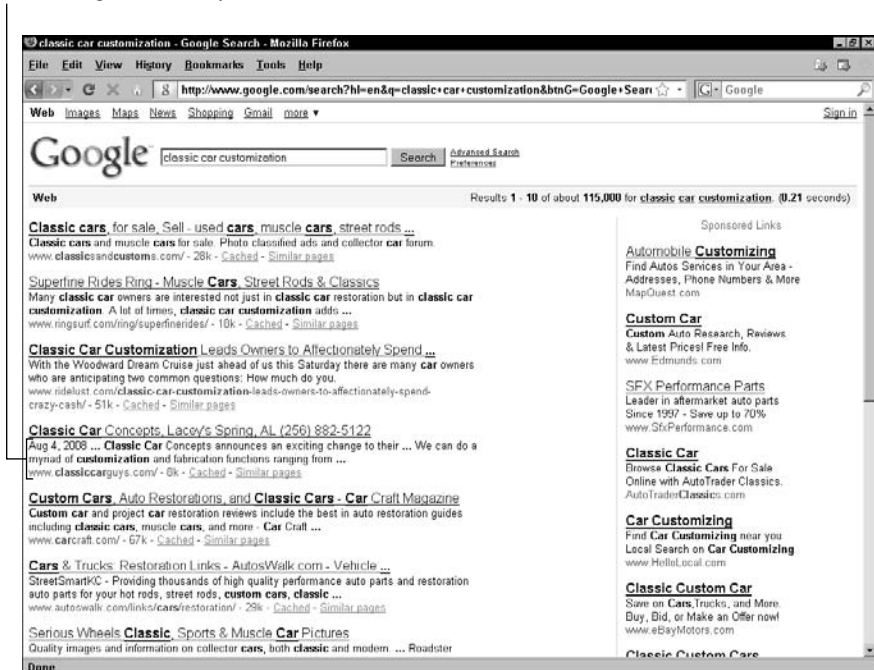 classic car customization - Google Search - Mozilla Firefox
File Edit View History Bookmarks Tools Help
http://www.google.com/search?hl=en&q=classic+car+customization&btnG=Google+Sear G Google
Web Images Maps News Shopping Gmail more ▼ Sign in
Google classic car customization Search Advanced Search
Preferences
Web Results 1 - 10 of about 115,000 for classic car customization. (0.21 seconds)
Classic cars, for sale, Sell - used cars, muscle cars, street rods ...
Classic cars and muscle cars for sale. Photo classified ads and collector car forum.
www.classicsandcustoms.com/ - 28k - Cached - Similar pages
Superfine Rides Ring - Muscle Cars, Street Rods & Classics
Many classic car owners are interested not just in classic car restoration but in classic car
customization. A lot of times, classic car customization adds ...
www.ringsurf.com/ring/superfinerides/ - 18k - Cached - Similar pages
Classic Car Customization Leads Owners to Affectionately Spend ...
With the Woodward Dream Cruise just ahead of us this Saturday there are many car owners
who are anticipating two common questions: How much do you.
www.ridelust.com/classic-car-customization-leads-owners-to-affectionately-spend-
crazy-cash/ - 51k - Cached - Similar pages
Classic Car Concepts, Lacey's Spring, AL (256) 882-5122
Aug 4, 2008 ... Classic Car Concepts announces an exciting change to their ... We can do a
myriad of customization and fabrication functions ranging from ...
www.classiccarguys.com/ - 8k - Cached - Similar pages
Custom Cars, Auto Restorations, and Classic Cars - Car Craft Magazine
Custom car and project car restoration reviews include the best in auto restoration guides
including classic cars, muscle cars, and more - Car Craft ...
www.carcraft.com/ - 67k - Cached - Similar pages
Cars & Trucks: Restoration Links - AutosWalk.com - Vehicle ...
StreetSmartKC - Providing thousands of high quality performance auto parts and restoration
auto parts for your hot rods, street rods, custom cars, classic ...
www.autoswalk.com/links/cars/restoration/ - 29k - Cached - Similar pages
Serious Wheels Classic, Sports & Muscle Car Pictures
Quality images and information on collector cars, both classic and modern. ... Roadster
Sponsored Links
Automobile Customizing
Find Autos Services in Your Area -
Addresses, Phone Numbers & More
MapQuest.com
Custom Car
Custom Auto Research, Reviews
& Latest Prices! Free Info.
www.Edmunds.com
SFX Performance Parts
Leader in aftermarket auto parts
Since 1997 - Save up to 70%
www.SfxPerformance.com
Classic Car
Browse Classic Cars For Sale
Online with AutoTrader Classics.
AutoTraderClassics.com
Car Customizing
Find Car Customizing near you
Local Search on Car Customizing
www.HelloLocal.com
Classic Custom Car
Save on Cars,Trucks, and More.
Buy, Bid, or Make an Offer now!
www.eBayMotors.com
Classic Custom Cars
Done